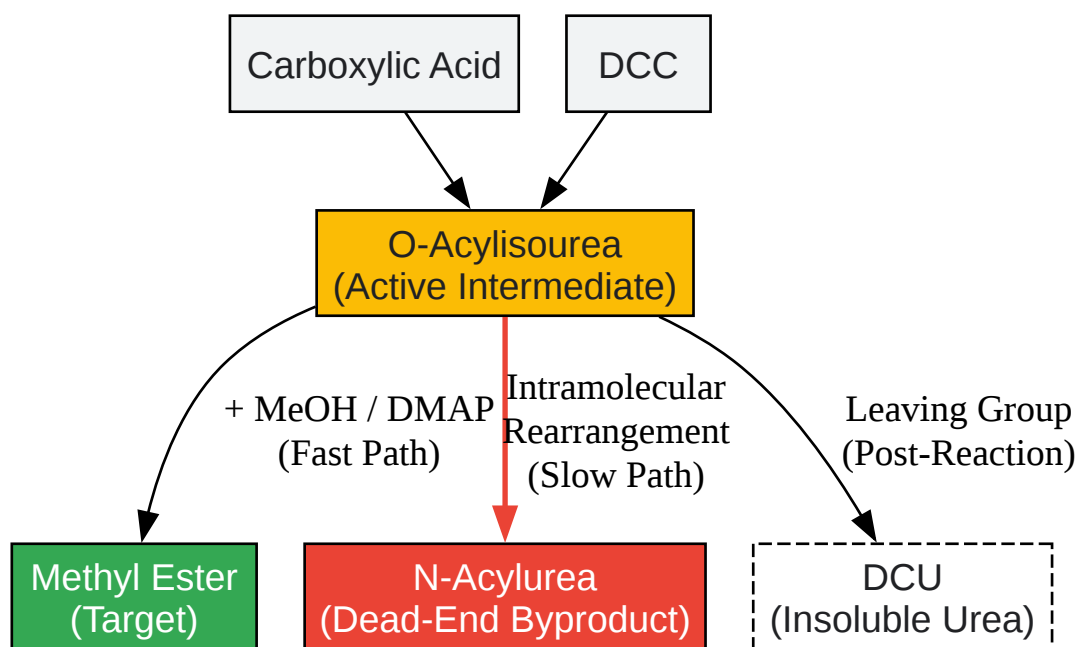 Carboxylic Acid
DCC
O-Acylisourea
(Active Intermediate)
+ MeOH / DMAP
(Fast Path)
Intramolecular
Rearrangement
(Slow Path)
Leaving Group
(Post-Reaction)
Methyl Ester
(Target)
N-Acylurea
(Dead-End Byproduct)
DCU
(Insoluble Urea)